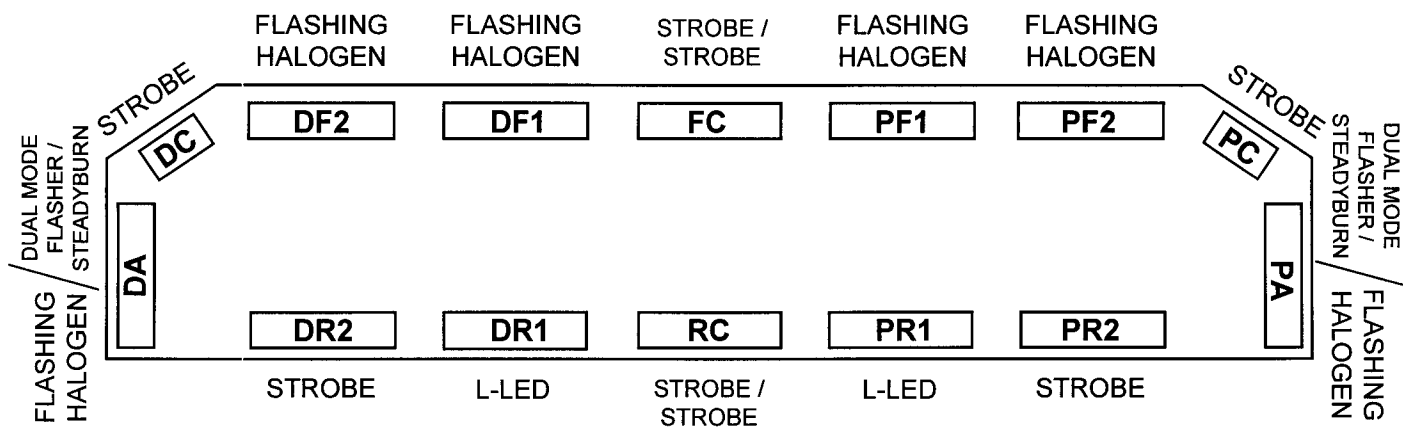 FLASHING
HALOGEN
FLASHING
HALOGEN
STROBE /
STROBE
FLASHING
HALOGEN
FLASHING
HALOGEN
STROBE
STROBE
DF2
DF1
FC
PF1
PF2
DC
PC
DUAL MODE
FLASHER /
STEADYBURN
DUAL MODE
FLASHER /
STEADYBURN
DA
PA
FLASHING
HALOGEN
FLASHING
HALOGEN
DR2
DR1
RC
PR1
PR2
STROBE
L-LED
STROBE /
STROBE
L-LED
STROBE